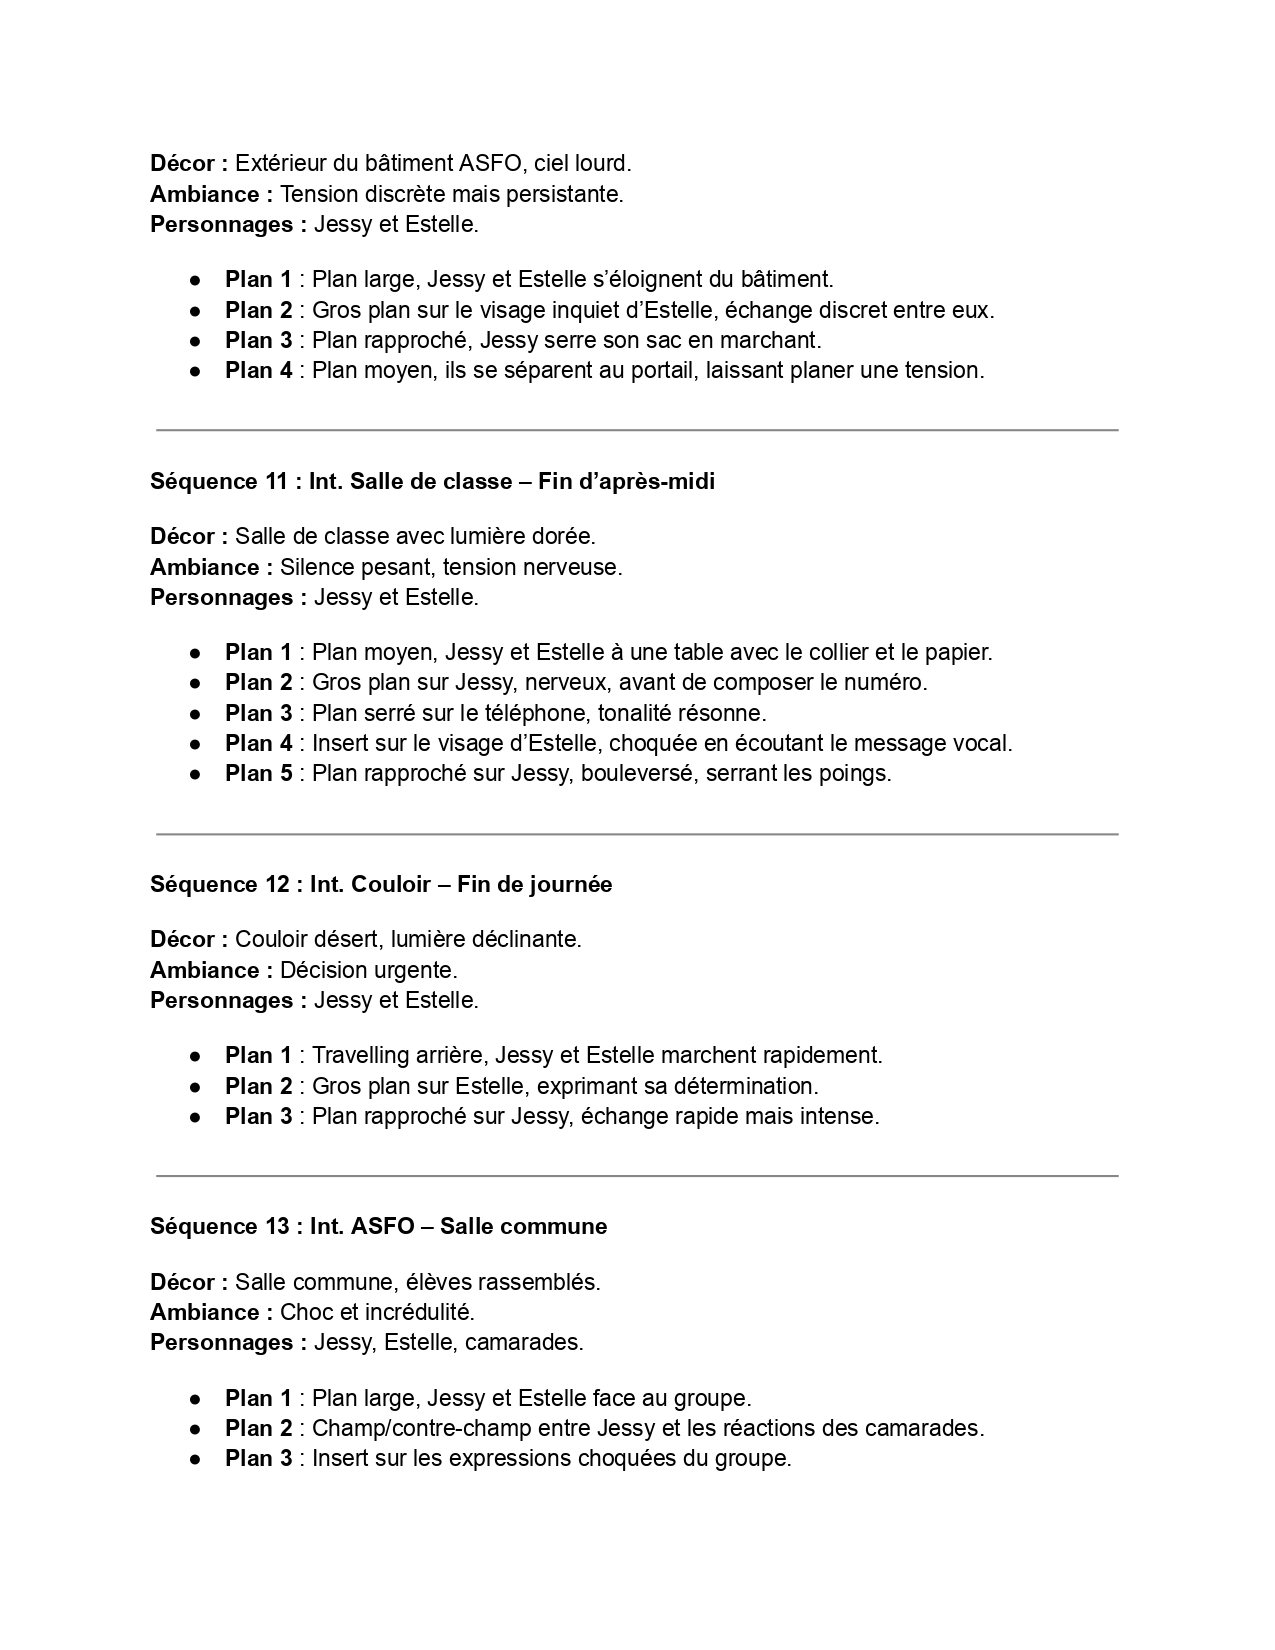 Décor : Extérieur du bâtiment ASFO, ciel lourd.
Ambiance : Tension discrète mais persistante.
Personnages : Jessy et Estelle.
● Plan 1 : Plan large, Jessy et Estelle s’éloignent du bâtiment.
● Plan 2 : Gros plan sur le visage inquiet d’Estelle, échange discret entre eux.
● Plan 3 : Plan rapproché, Jessy serre son sac en marchant.
● Plan 4 : Plan moyen, ils se séparent au portail, laissant planer une tension.
Séquence 11 : Int. Salle de classe – Fin d’après-midi
Décor : Salle de classe avec lumière dorée.
Ambiance : Silence pesant, tension nerveuse.
Personnages : Jessy et Estelle.
● Plan 1 : Plan moyen, Jessy et Estelle à une table avec le collier et le papier.
● Plan 2 : Gros plan sur Jessy, nerveux, avant de composer le numéro.
● Plan 3 : Plan serré sur le téléphone, tonalité résonne.
● Plan 4 : Insert sur le visage d’Estelle, choquée en écoutant le message vocal.
● Plan 5 : Plan rapproché sur Jessy, bouleversé, serrant les poings.
Séquence 12 : Int. Couloir – Fin de journée
Décor : Couloir désert, lumière déclinante.
Ambiance : Décision urgente.
Personnages : Jessy et Estelle.
● Plan 1 : Travelling arrière, Jessy et Estelle marchent rapidement.
● Plan 2 : Gros plan sur Estelle, exprimant sa détermination.
● Plan 3 : Plan rapproché sur Jessy, échange rapide mais intense.
Séquence 13 : Int. ASFO – Salle commune
Décor : Salle commune, élèves rassemblés.
Ambiance : Choc et incrédulité.
Personnages : Jessy, Estelle, camarades.
● Plan 1 : Plan large, Jessy et Estelle face au groupe.
● Plan 2 : Champ/contre-champ entre Jessy et les réactions des camarades.
● Plan 3 : Insert sur les expressions choquées du groupe.